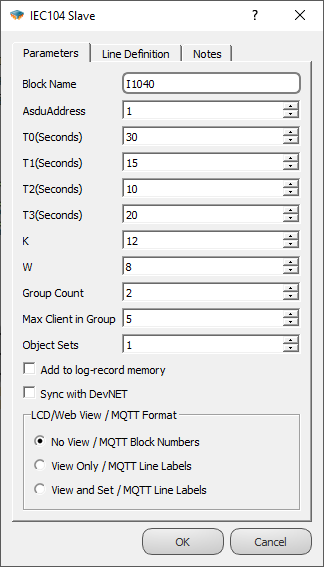 IEC104 Slave ?
Parameters Line Definition Notes
Block Name I1040
AsduAddress 1
T0(Seconds) 30
T1(Seconds) 15
T2(Seconds) 10
T3(Seconds) 20
K 12
W 8
Group Count 2
Max Client in Group 5
Object Sets 1
Add to log-record memory
Sync with DevNET
LCD/Web View / MQTT Format
No View / MQTT Block Numbers
View Only / MQTT Line Labels
View and Set / MQTT Line Labels
OK Cancel